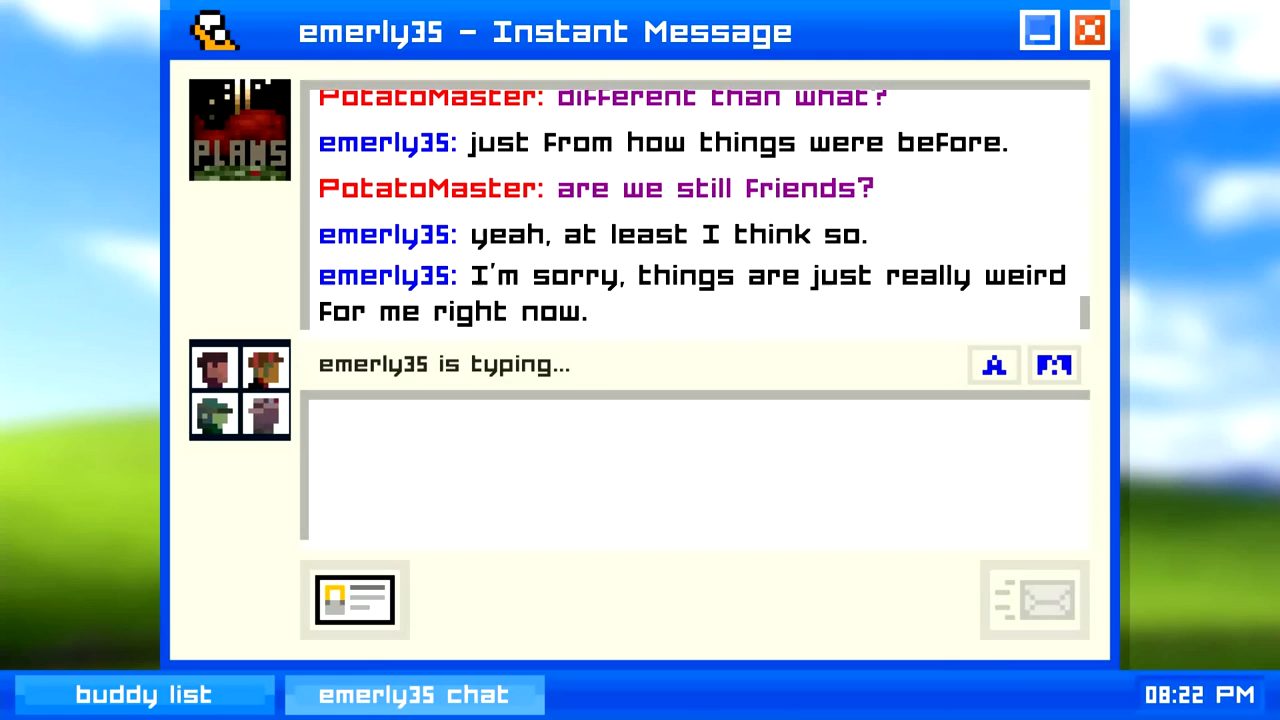 emerly35 - Instant Message
PotatoMaster: different than what?
emerly35: just from how things were before.
PotatoMaster: are we still friends?
emerly35: yeah, at least I think so.
emerly35: I'm sorry, things are just really weird
for me right now.
PLANS
emerly35 is typing...
A
buddy list
emerly35 chat
08:22 PM